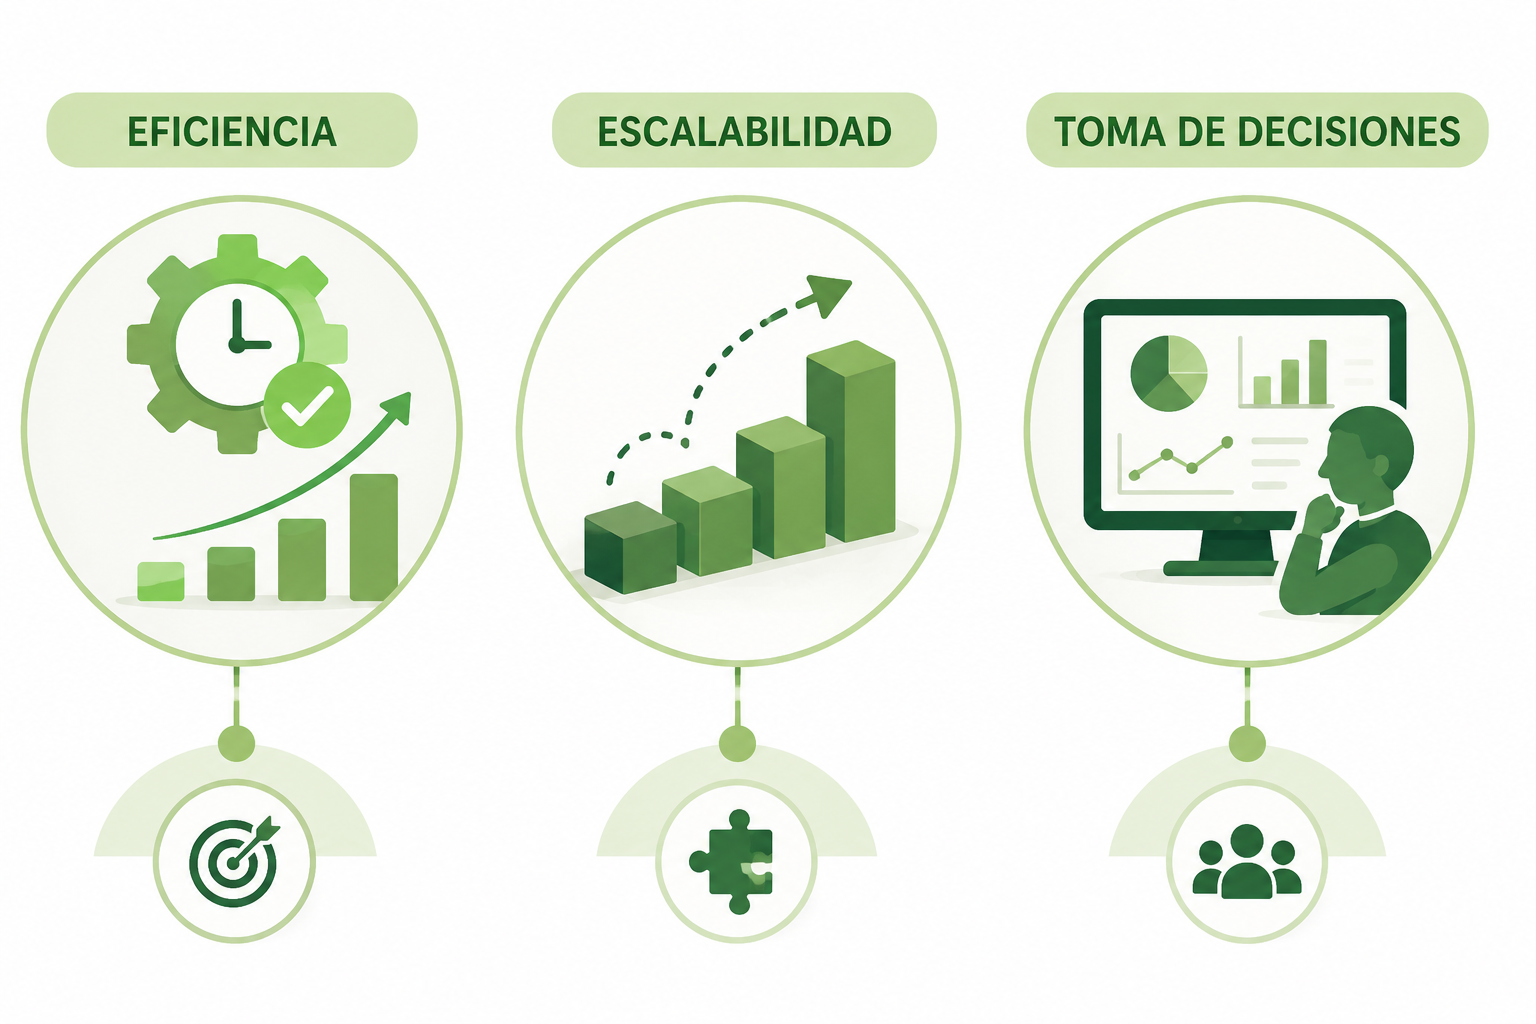 EFICIENCIA
ESCALABILIDAD
TOMA DE DECISIONES